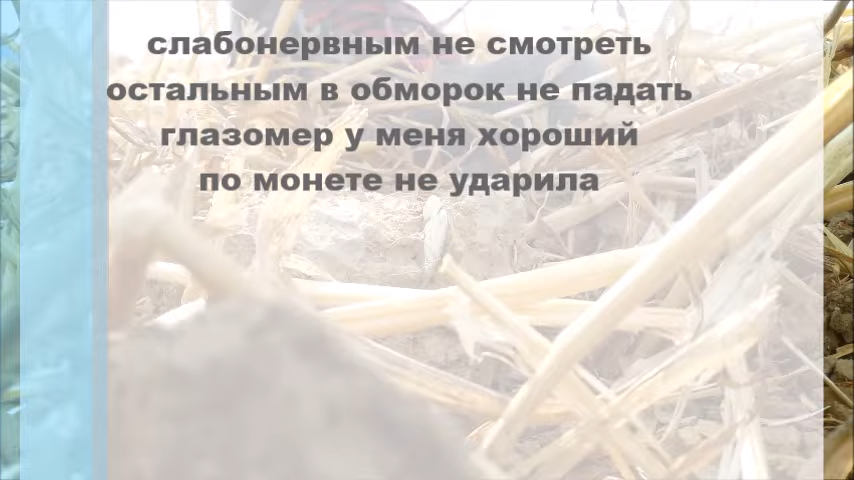 слабонервным не смотреть
остальным в обморок не падать
глазомер у меня хороший
по монете не ударила